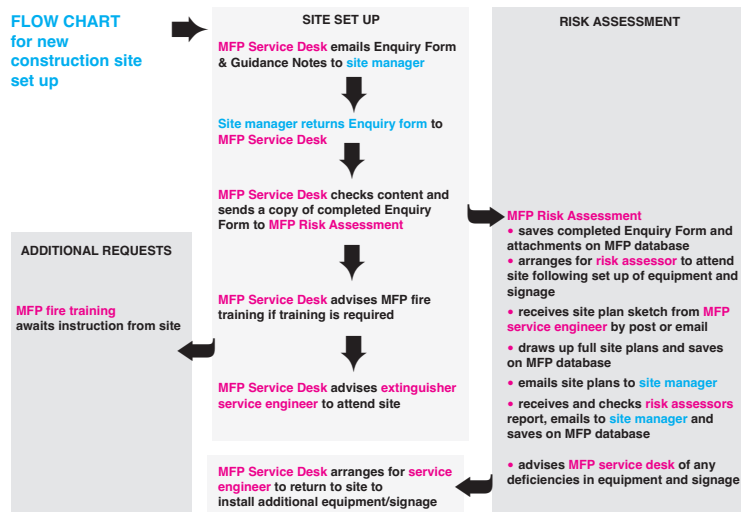 FLOW CHART
for new
construction site
set up
SITE SET UP
MFP Service Desk emails Enquiry Form
& Guidance Notes to site manager
Site manager returns Enquiry form to
MFP Service Desk
MFP Service Desk checks content and
sends a copy of completed Enquiry
Form to MFP Risk Assessment
MFP Service Desk advises MFP fire
training if training is required
MFP Service Desk advises extinguisher
service engineer to attend site
MFP Service Desk arranges for service
engineer to return to site to
install additional equipment/signage
ADDITIONAL REQUESTS
MFP fire training
awaits instruction from site
RISK ASSESSMENT
MFP Risk Assessment
• saves completed Enquiry Form and
attachments on MFP database
• arranges for risk assessor to attend
site following set up of equipment and
signage
• receives site plan sketch from MFP
service engineer by post or email
• draws up full site plans and saves
on MFP database
• emails site plans to site manager
• receives and checks risk assessors
report, emails to site manager and
saves on MFP database
• advises MFP service desk of any
deficiencies in equipment and signage